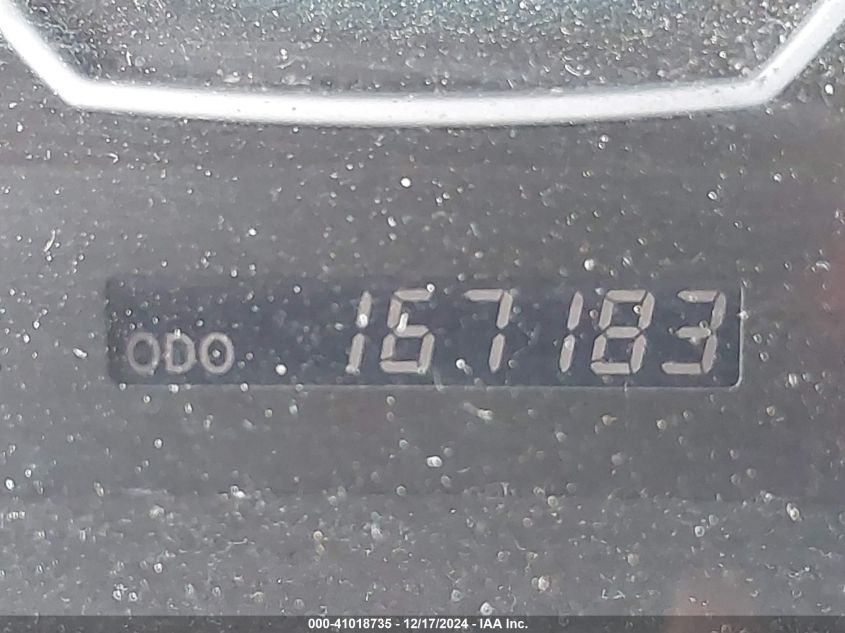 ODO 167183
000-41018735 - 12/17/2024 - IAA Inc.